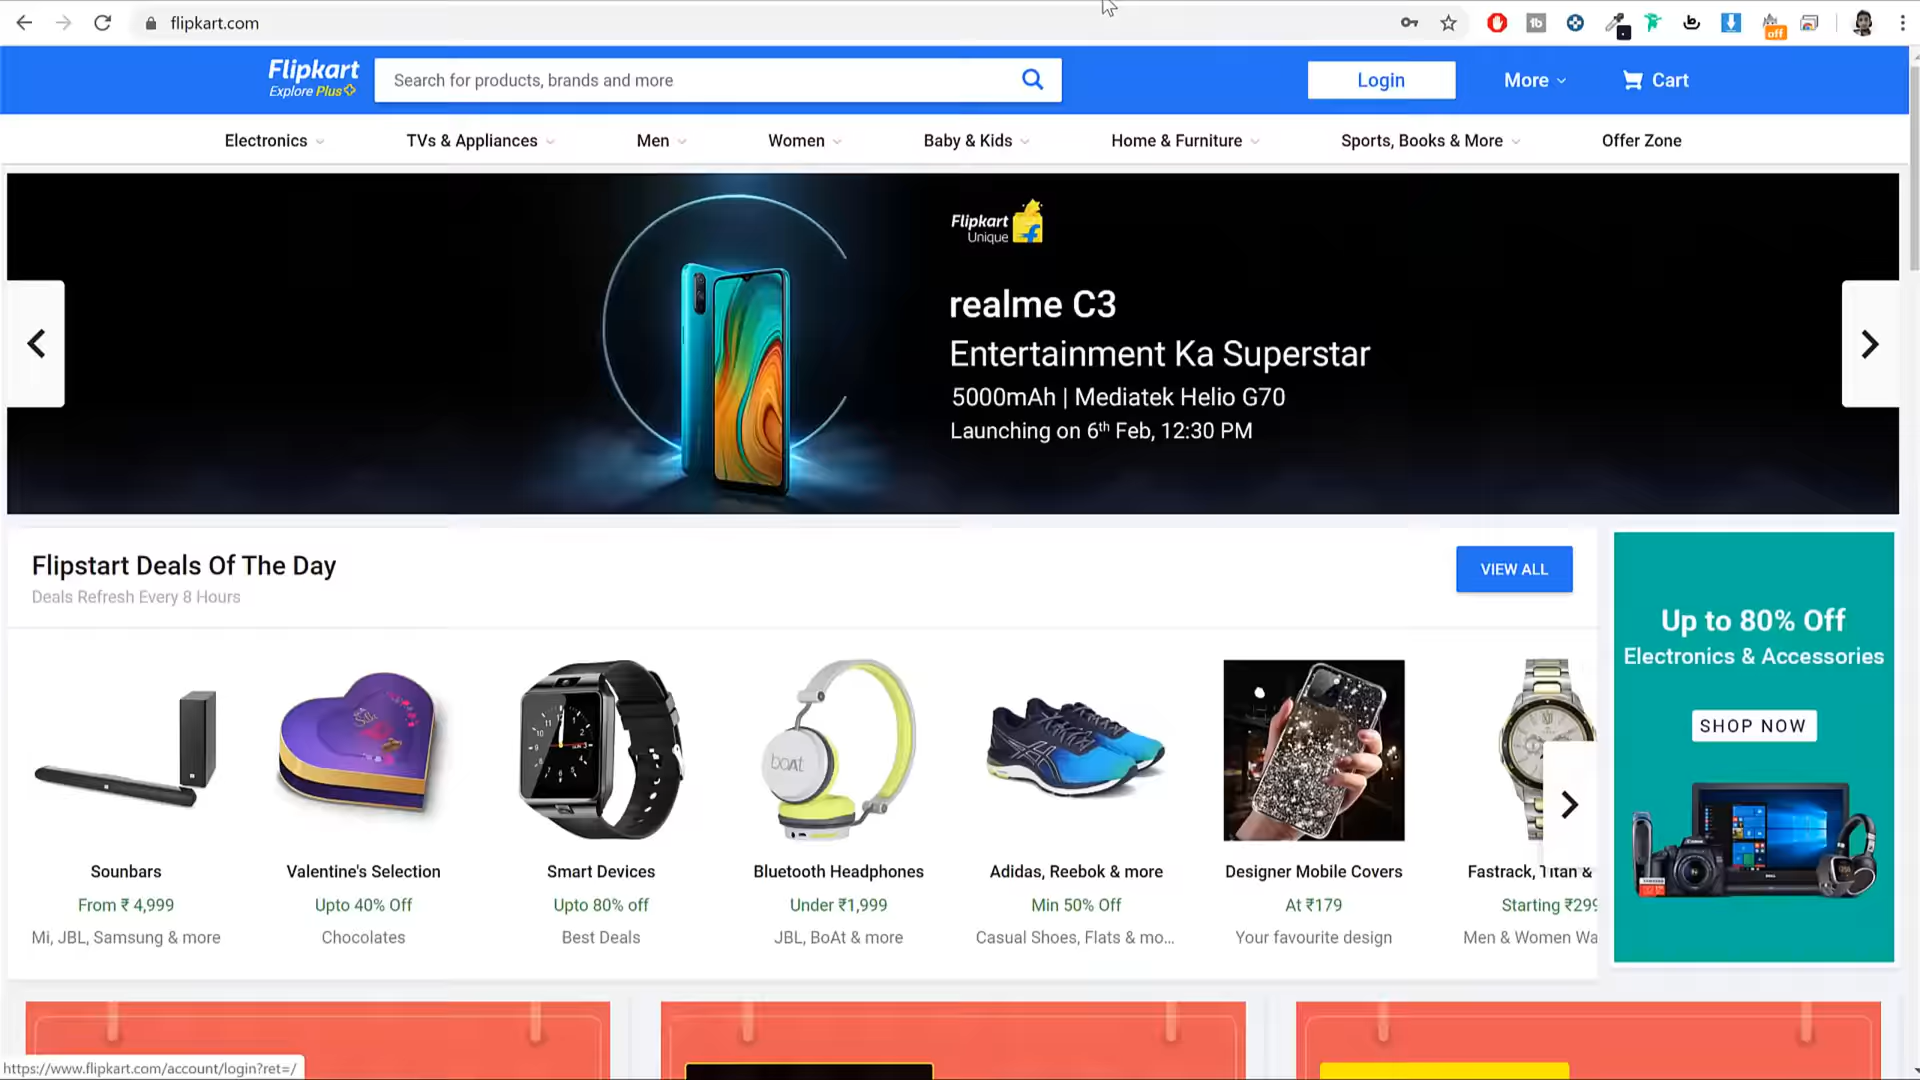 flipkart.com
off
Flipkart
Explore Plus
Search for products, brands and more
Login
More
Cart
Electronics
TVs & Appliances
Men
Women
Baby & Kids
Home & Furniture
Sports, Books & More
Offer Zone
Flipkart
Unique
realme C3
Entertainment Ka Superstar
5000mAh | Mediatek Helio G70
Launching on 6th Feb, 12:30 PM
Flipstart Deals Of The Day
Deals Refresh Every 8 Hours
VIEW ALL
Up to 80% Off
Electronics & Accessories
SHOP NOW
boAt
Sounbars
Valentine's Selection
Smart Devices
Bluetooth Headphones
Adidas, Reebok & more
Designer Mobile Covers
Fastrack, Titan &
From ₹ 4,999
Upto 40% Off
Upto 80% off
Under ₹1,999
Min 50% Off
At ₹179
Starting ₹299
Mi, JBL, Samsung & more
Chocolates
Best Deals
JBL, BoAt & more
Casual Shoes, Flats & mo...
Your favourite design
Men & Women Wa
https://www.flipkart.com/account/login?ret=/